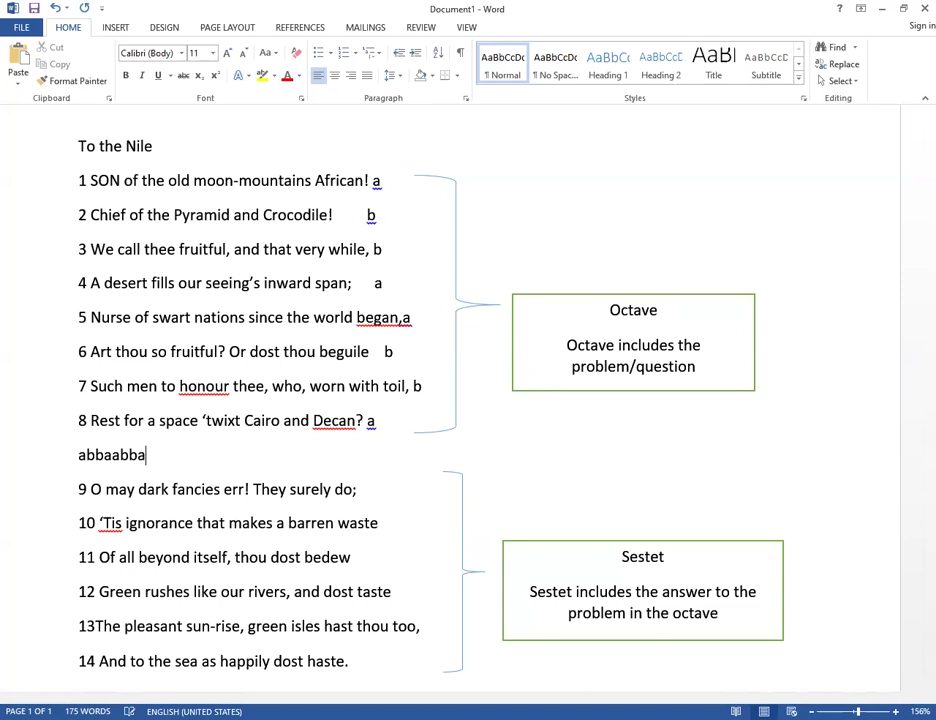 Document1 - Word
?
FILE HOME INSERT DESIGN PAGE LAYOUT REFERENCES MAILINGS REVIEW VIEW Sign in
Paste
Cut
Copy
Format Painter
Calibri (Body) 11 Aa
B I U abc X₂ X² A A
AaBbCcDc AaBbCcDc AaBbCc AaBbCcD AaBl AaBbCcD
¶ Normal ¶ No Spac... Heading 1 Heading 2 Title Subtitle
Find
Replace
Select
Clipboard Font Paragraph Styles Editing
To the Nile
1 SON of the old moon-mountains African! a
2 Chief of the Pyramid and Crocodile! b
3 We call thee fruitful, and that very while, b
4 A desert fills our seeing’s inward span; a
5 Nurse of swart nations since the world began,a
6 Art thou so fruitful? Or dost thou beguile b
7 Such men to honour thee, who, worn with toil, b
8 Rest for a space ‘twixt Cairo and Decan? a
abbaabba
9 O may dark fancies err! They surely do;
10 ‘Tis ignorance that makes a barren waste
11 Of all beyond itself, thou dost bedew
12 Green rushes like our rivers, and dost taste
13The pleasant sun-rise, green isles hast thou too,
14 And to the sea as happily dost haste.
Octave
Octave includes the
problem/question
Sestet
Sestet includes the answer to the
problem in the octave
PAGE 1 OF 1 175 WORDS ENGLISH (UNITED STATES) 156%